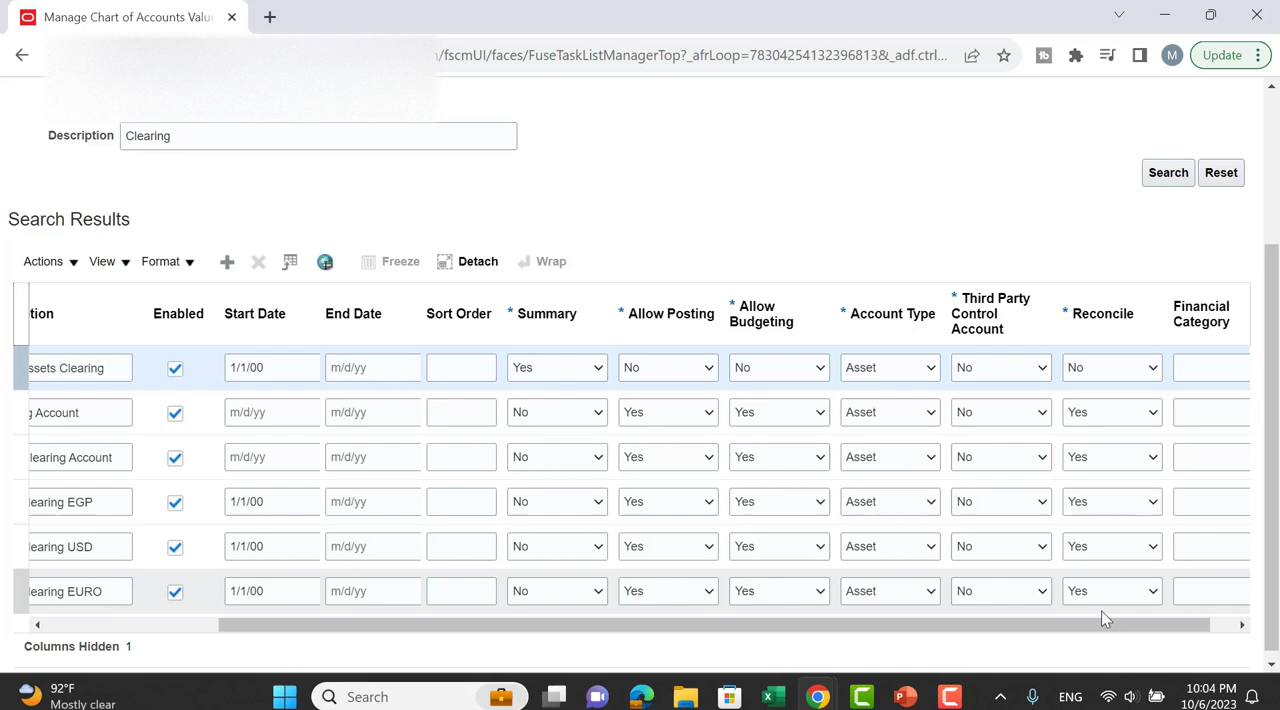 Manage Chart of Accounts Valu
/fscmUI/faces/FuseTaskListManagerTop?_afrLoop=78304254132396813&_adf.ctrl...
tb
M
Update
Description Clearing
Search Reset
Search Results
Actions View Format Freeze Detach Wrap
tion Enabled Start Date End Date Sort Order * Summary * Allow Posting * Allow Budgeting * Account Type * Third Party Control Account * Reconcile Financial Category
ssets Clearing 1/1/00 m/d/yy Yes No No Asset No No
g Account m/d/yy m/d/yy No Yes Yes Asset No Yes
learing Account m/d/yy m/d/yy No Yes Yes Asset No Yes
learing EGP 1/1/00 m/d/yy No Yes Yes Asset No Yes
learing USD 1/1/00 m/d/yy No Yes Yes Asset No Yes
learing EURO 1/1/00 m/d/yy No Yes Yes Asset No Yes
Columns Hidden 1
92°F
Mostly clear
Search
ENG
10:04 PM
10/6/2023